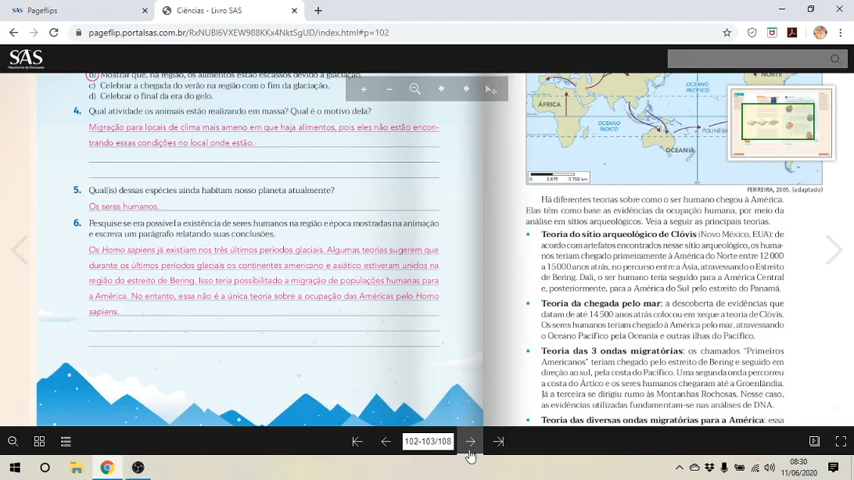 Pageflips
Ciências - Livro SAS
pageflip.portalsas.com.br/RxNUBl6VXEW988KKx4NktSgUD/index.html#p=102
SAS
b) Mostrar que, na região, os alimentos estão escassos devido à glaciação.
c) Celebrar a chegada do verão na região com o fim da glaciação.
d) Celebrar o final da era do gelo.
4. Qual atividade os animais estão realizando em massa? Qual é o motivo dela?
Migração para locais de clima mais ameno em que haja alimentos, pois eles não estão encon-
trando essas condições no local onde estão.
5. Qual(is) dessas espécies ainda habitam nosso planeta atualmente?
Os seres humanos.
6. Pesquise se era possível a existência de seres humanos na região e época mostradas na animação
e escreva um parágrafo relatando suas conclusões.
Os Homo sapiens já existiam nos três últimos períodos glaciais. Algumas teorias sugerem que
durante os últimos períodos glaciais os continentes americano e asiático estiveram unidos na
região do estreito de Bering. Isso teria possibilitado a migração de populações humanas para
a América. No entanto, essa não é a única teoria sobre a ocupação das Américas pelo Homo
sapiens.
OCEANO
PACÍFICO
NORTE
ÁFRICA
OCEANO
ÍNDICO
POLINÉSIA
OCEANIA
FERREIRA, 2005. (adaptado)
Há diferentes teorias sobre como o ser humano chegou à América.
Elas têm como base as evidências da ocupação humana, por meio da
análise em sítios arqueológicos. Veja a seguir as principais teorias.
• Teoria do sítio arqueológico de Clóvis (Novo México, EUA): de
acordo com artefatos encontrados nesse sítio arqueológico, os huma-
nos teriam chegado primeiramente à América do Norte entre 12 000
a 15 000 anos atrás, no percurso entre a Ásia, atravessando o Estreito
de Bering. Dali, o ser humano teria seguido para a América Central
e, posteriormente, para a América do Sul pelo estreito do Panamá.
• Teoria da chegada pelo mar: a descoberta de evidências que
datam de até 14 500 anos atrás colocou em xeque a teoria de Clóvis.
Os seres humanos teriam chegado à América pelo mar, atravessando
o Oceano Pacífico pela Oceania e outras ilhas do Pacífico.
• Teoria das 3 ondas migratórias: os chamados "Primeiros
Americanos" teriam chegado pelo estreito de Bering e seguido em
direção ao sul, pela costa do Pacífico. Uma segunda onda percorreu
a costa do Ártico e os seres humanos chegaram até a Groenlândia.
Já a terceira se dirigiu rumo às Montanhas Rochosas. Nesse caso,
as evidências utilizadas fundamentam-se nas análises de DNA.
• Teoria das diversas ondas migratórias para a América: essa
102-103/108
08:30
11/06/2020